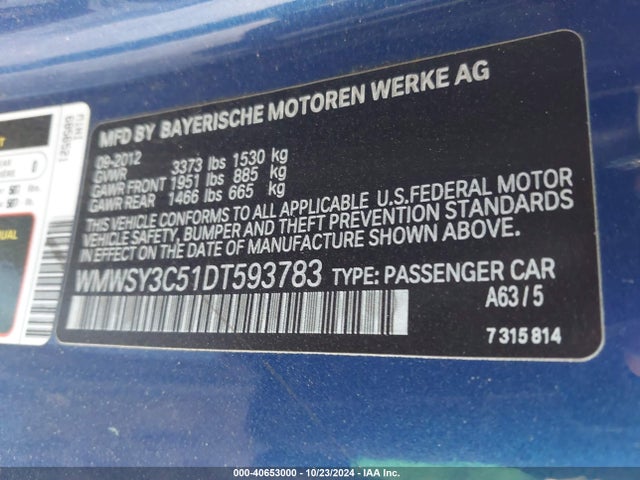 MFD BY BAYERISCHE MOTOREN WERKE AG
09-2012
GVWR 3373 lbs 1530 kg
GAWR FRONT 1951 lbs 885 kg
GAWR REAR 1466 lbs 665 kg
THIS VEHICLE CONFORMS TO ALL APPLICABLE U.S.FEDERAL MOTOR
VEHICLE SAFETY, BUMPER AND THEFT PREVENTION STANDARDS
IN EFFECT ON THE DATE OF MANUFACTURE SHOWN ABOVE.
WMWSY3C51DT593783 TYPE: PASSENGER CAR
A63/5
7 315 814
MINI
000-40653000 - 10/23/2024 - IAA Inc.